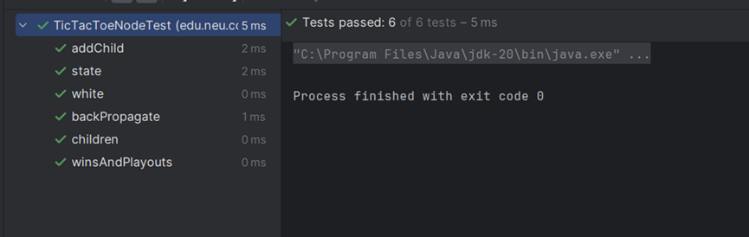 TicTacToeNodeTest (edu.neu.cc 5 ms
addChild 2 ms
state 2 ms
white 0 ms
backPropagate 1 ms
children 0 ms
winsAndPlayouts 0 ms
Tests passed: 6 of 6 tests – 5 ms
"C:\Program Files\Java\jdk-20\bin\java.exe" ...
Process finished with exit code 0